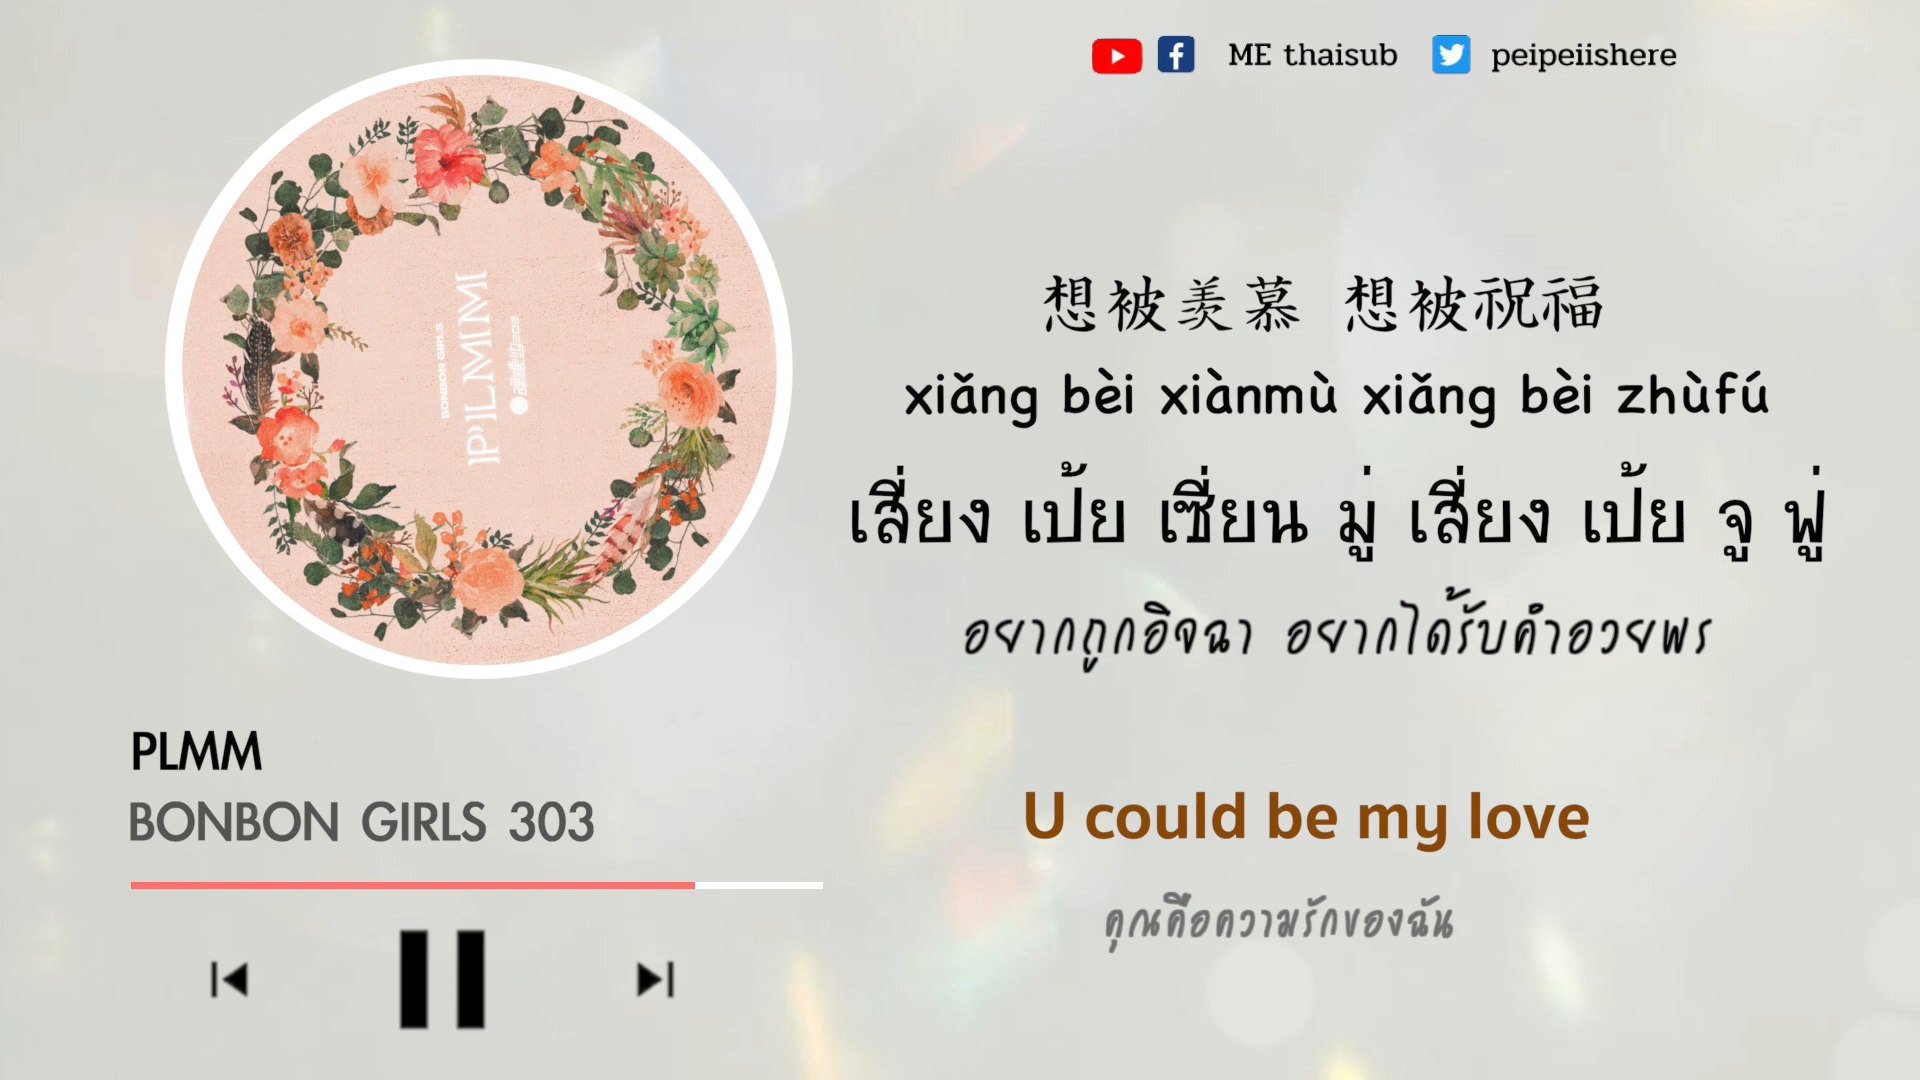 ME thaisub peipeiishere
BONBON GIRLS
P'LMM
想被羡慕 想被祝福
xiǎng bèi xiànmù xiǎng bèi zhùfú
เสี่ยง เป้ย เซี่ยน มู่ เสี่ยง เป้ย จู ฟู่
อยากถูกอิจฉา อยากได้รับคำอวยพร
PLMM
BONBON GIRLS 303
U could be my love
คุณคือความรักของฉัน